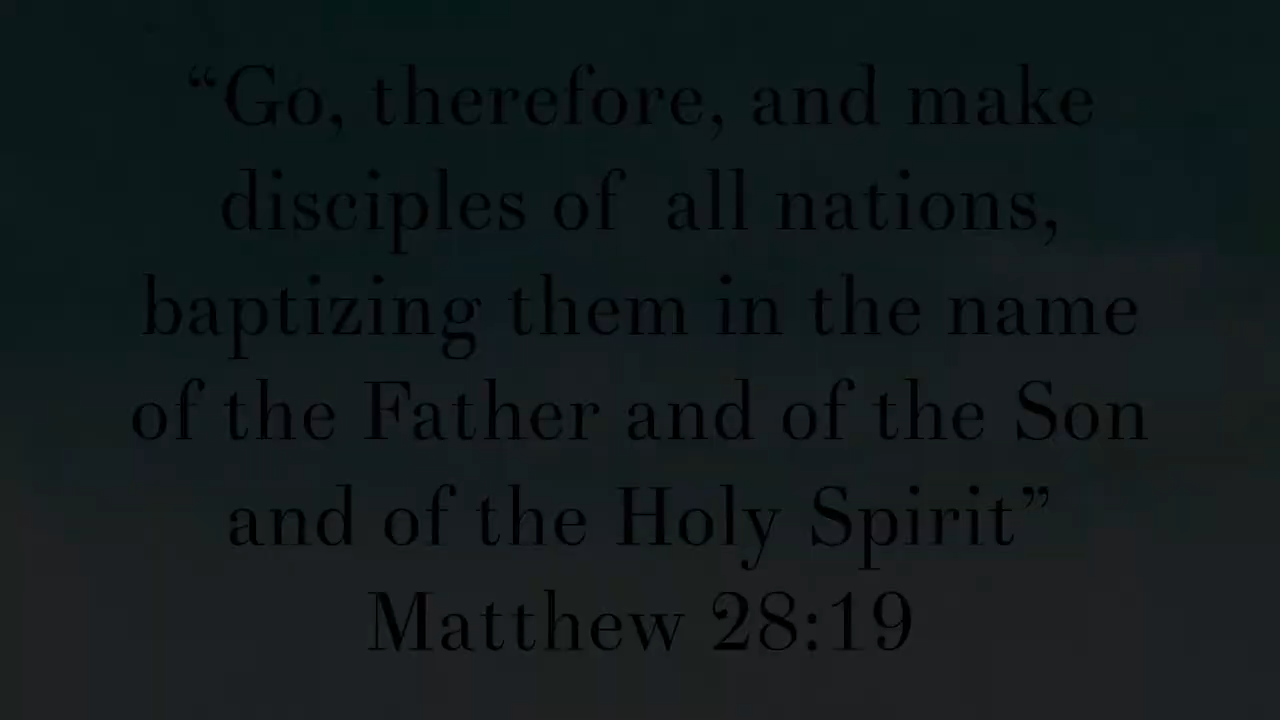 “Go, therefore, and make
disciples of all nations,
baptizing them in the name
of the Father and of the Son
and of the Holy Spirit”
Matthew 28:19